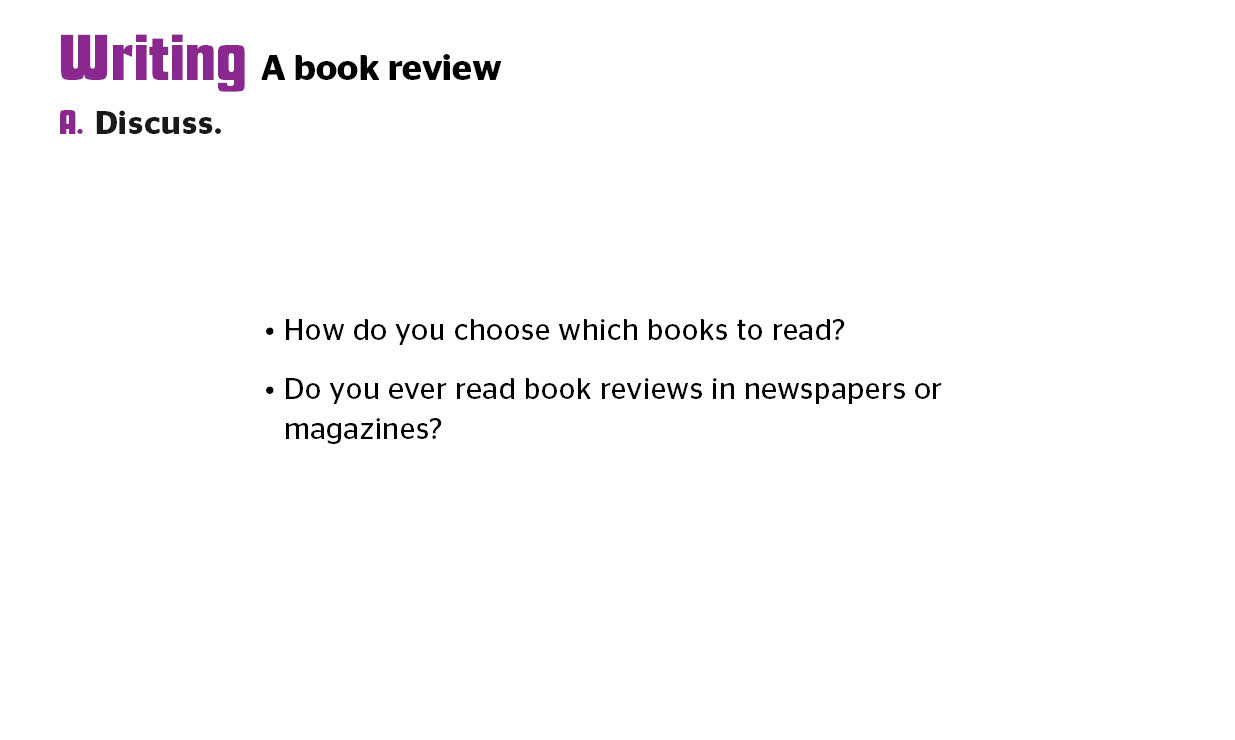 Writing A book review
A. Discuss.
• How do you choose which books to read?
• Do you ever read book reviews in newspapers or
magazines?